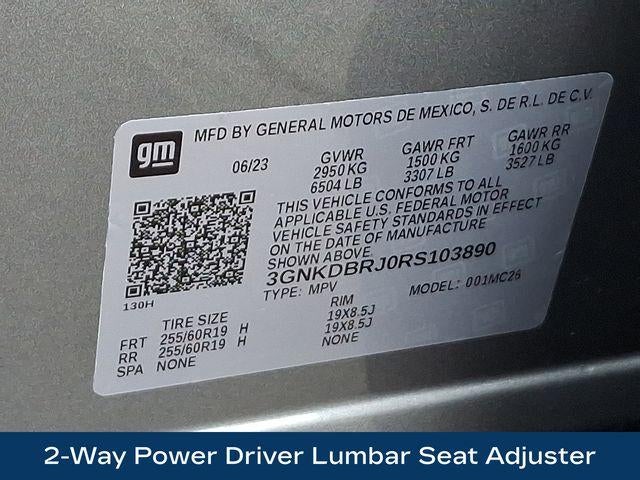 gm
MFD BY GENERAL MOTORS DE MEXICO, S. DE R.L. DE C.V.
06/23 GVWR GAWR FRT GAWR RR
2950 KG 1500 KG 1600 KG
6504 LB 3307 LB 3527 LB
THIS VEHICLE CONFORMS TO ALL
APPLICABLE U.S. FEDERAL MOTOR
VEHICLE SAFETY STANDARDS IN EFFECT
ON THE DATE OF MANUFACTURE
3GNKDBRJ0RS103890
TYPE: MPV MODEL: 001MC26
130H
TIRE SIZE RIM
FRT 255/60R19 H 19X8.5J
RR 255/60R19 H 19X8.5J
SPA NONE NONE
2-Way Power Driver Lumbar Seat Adjuster